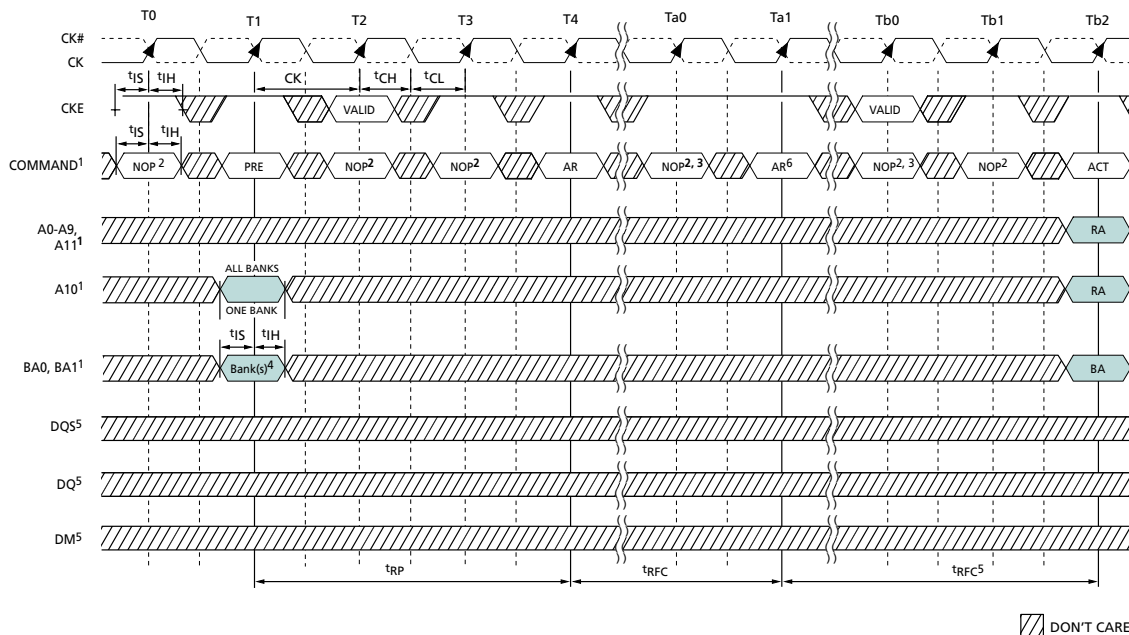 T0 T1 T2 T3 T4 Ta0 Ta1 Tb0 Tb1 Tb2
CK#
CK
tIS tIH CK tCH tCL
CKE VALID VALID
tIS tIH
COMMAND1 NOP2 PRE NOP2 NOP2 AR NOP2, 3 AR6 NOP2, 3 NOP2 ACT
A0-A9,
A111 RA
ALL BANKS
A101 RA
ONE BANK
tIS tIH
BA0, BA11 Bank(s)4 BA
DQS5
DQ5
DM5
tRP tRFC tRFC5
DON'T CARE